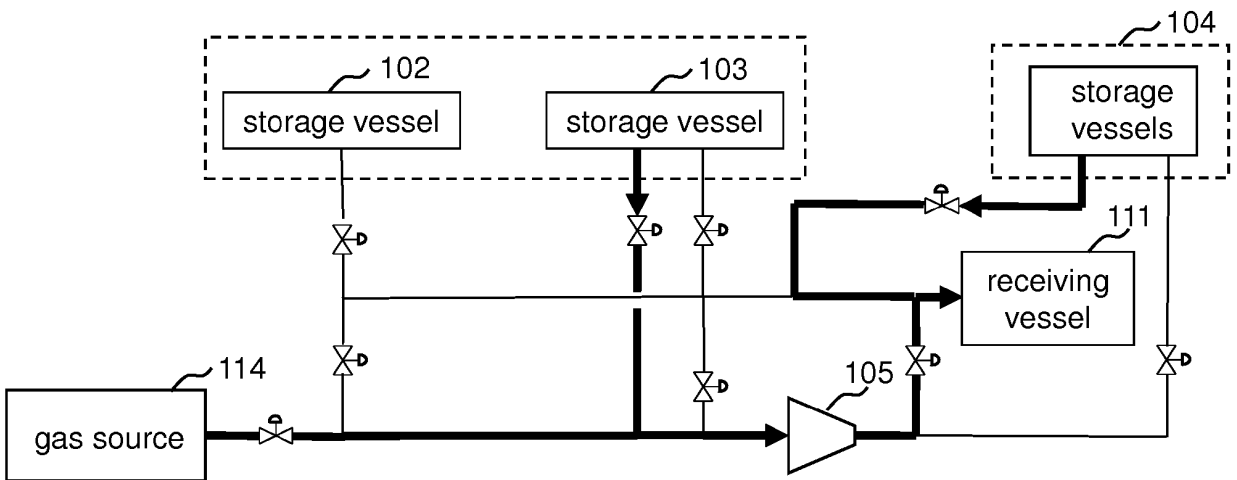 104
102
103
storage
vessels
storage vessel
storage vessel
111
receiving
vessel
114
105
gas source